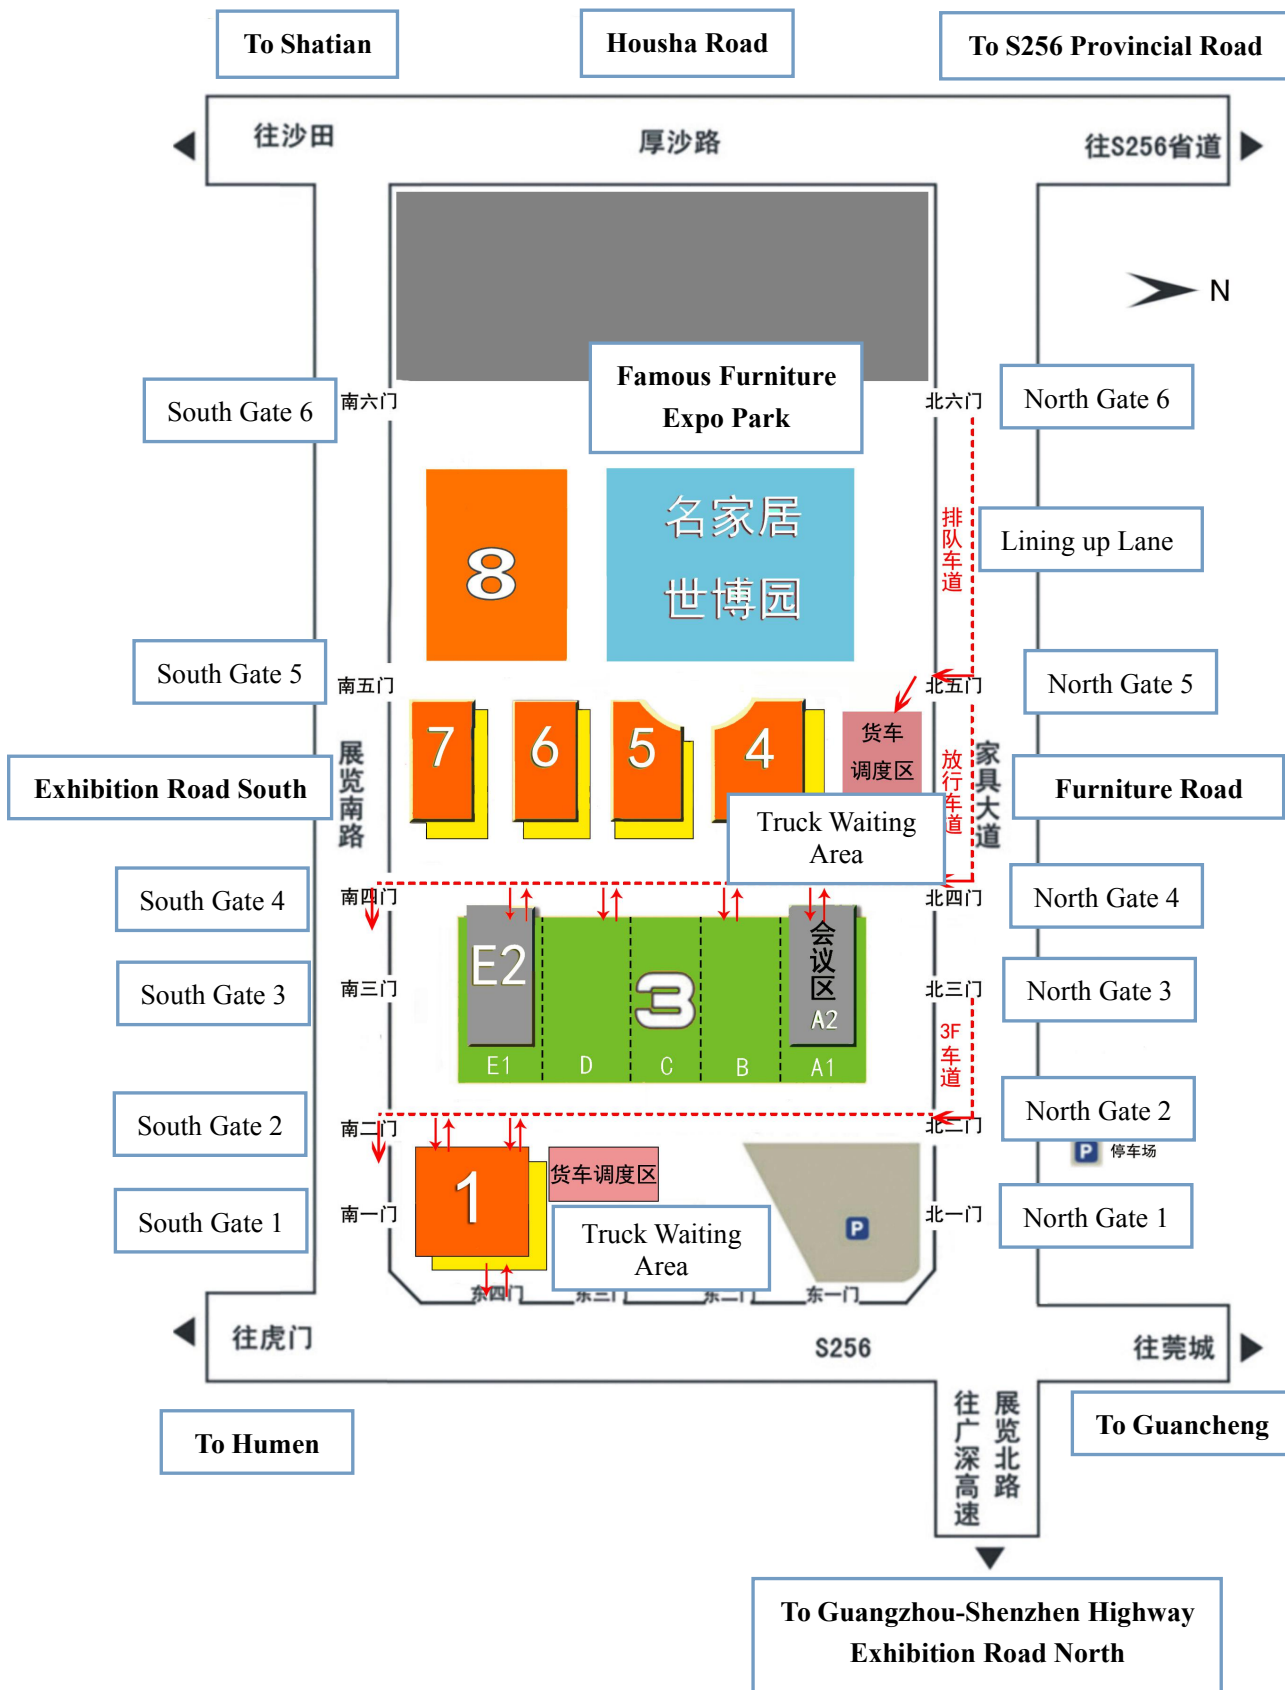 To Shatian
Housha Road
To S256 Provincial Road
往沙田
厚沙路
往S256省道
N
Famous Furniture
Expo Park
South Gate 6
南六门
北六门
North Gate 6
8
名家居
世博园
排队车道
Lining up Lane
South Gate 5
南五门
北五门
North Gate 5
7
6
5
4
货车
调度区
放行车道
Exhibition Road South
展览南路
家具大道
Furniture Road
Truck Waiting
Area
South Gate 4
南四门
北四门
North Gate 4
E2
3
会议区
A2
South Gate 3
南三门
北三门
North Gate 3
3F
车道
E1
D
C
B
A1
South Gate 2
南二门
北二门
North Gate 2
P
停车场
1
货车调度区
South Gate 1
南一门
P
北一门
North Gate 1
Truck Waiting
Area
东四门
东三门
东二门
东一门
往虎门
S256
往莞城
To Humen
往广深高速
展览北路
To Guancheng
To Guangzhou-Shenzhen Highway
Exhibition Road North